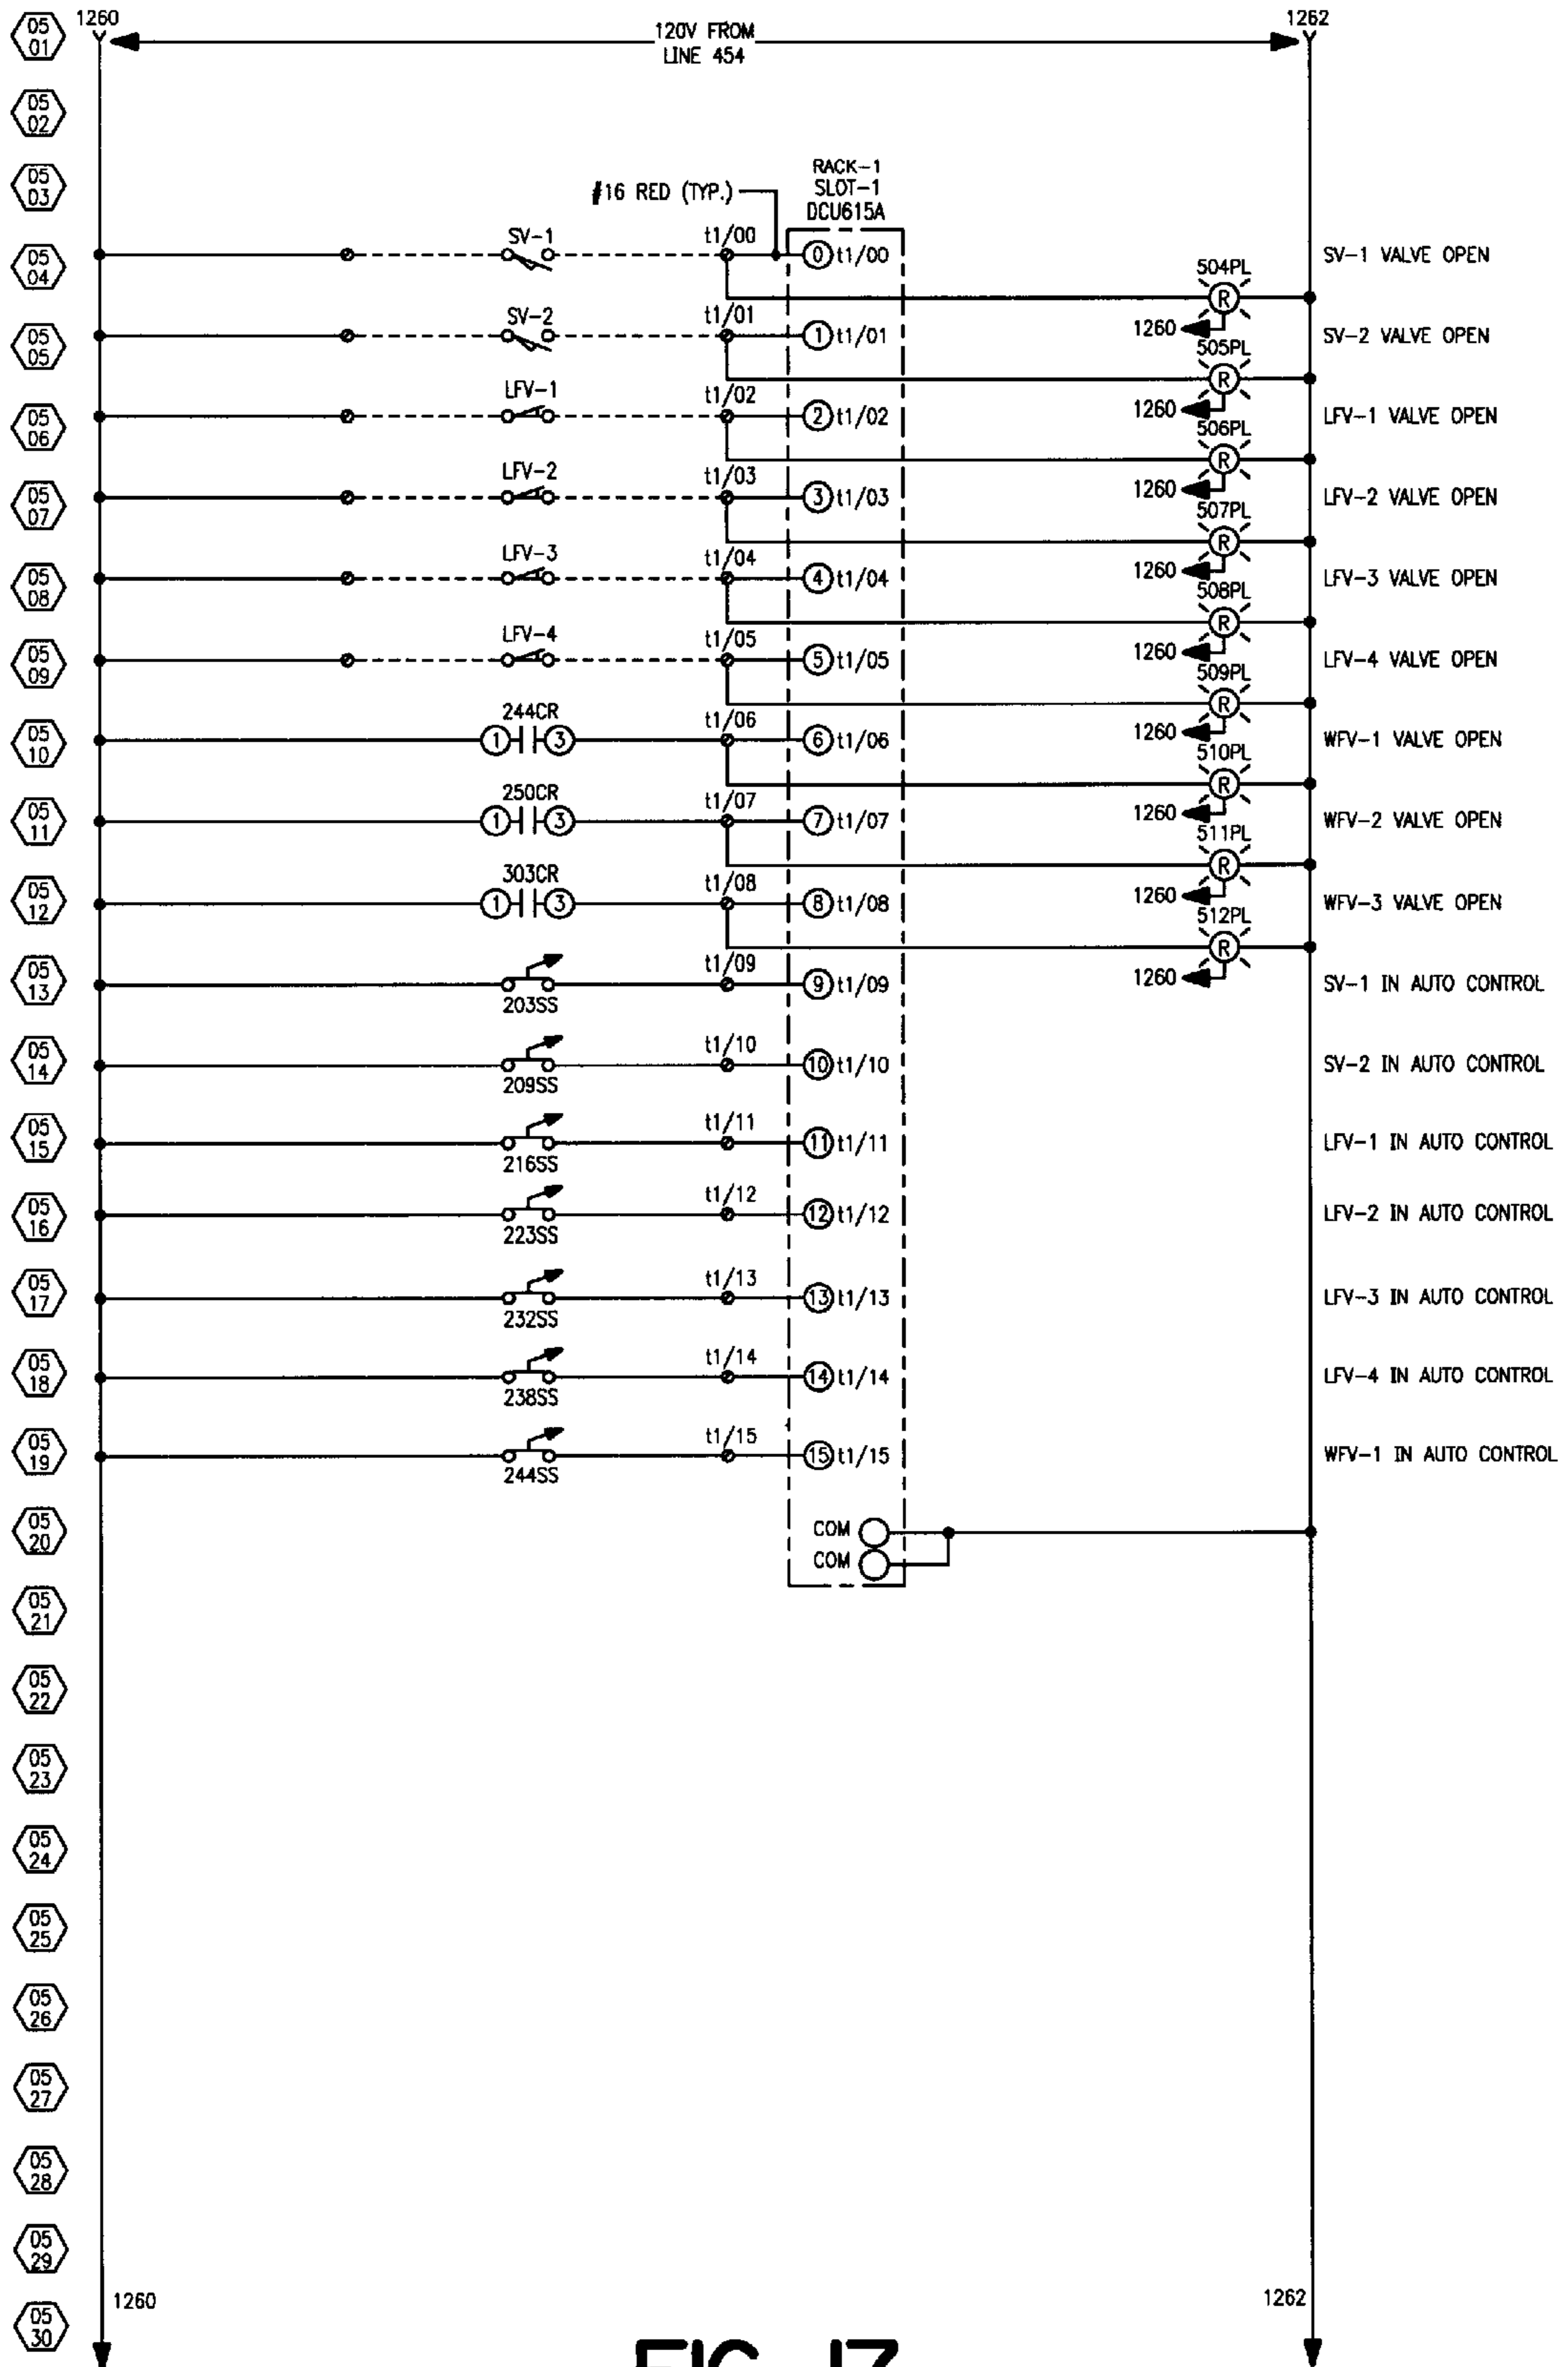 05
01
1260
120V FROM
LINE 454
1262
05
02
05
03
#16 RED (TYP.)
RACK-1
SLOT-1
DCU615A
05
04
SV-1
t1/00
0 t1/00
504PL
R
1260
SV-1 VALVE OPEN
05
05
SV-2
t1/01
1 t1/01
505PL
R
1260
SV-2 VALVE OPEN
05
06
LFV-1
t1/02
2 t1/02
506PL
R
1260
LFV-1 VALVE OPEN
05
07
LFV-2
t1/03
3 t1/03
507PL
R
1260
LFV-2 VALVE OPEN
05
08
LFV-3
t1/04
4 t1/04
508PL
R
1260
LFV-3 VALVE OPEN
05
09
LFV-4
t1/05
5 t1/05
509PL
R
1260
LFV-4 VALVE OPEN
05
10
244CR
1 3
t1/06
6 t1/06
510PL
R
1260
WFV-1 VALVE OPEN
05
11
250CR
1 3
t1/07
7 t1/07
511PL
R
1260
WFV-2 VALVE OPEN
05
12
303CR
1 3
t1/08
8 t1/08
512PL
R
1260
WFV-3 VALVE OPEN
05
13
203SS
t1/09
9 t1/09
SV-1 IN AUTO CONTROL
05
14
209SS
t1/10
10 t1/10
SV-2 IN AUTO CONTROL
05
15
216SS
t1/11
11 t1/11
LFV-1 IN AUTO CONTROL
05
16
223SS
t1/12
12 t1/12
LFV-2 IN AUTO CONTROL
05
17
232SS
t1/13
13 t1/13
LFV-3 IN AUTO CONTROL
05
18
238SS
t1/14
14 t1/14
LFV-4 IN AUTO CONTROL
05
19
244SS
t1/15
15 t1/15
WFV-1 IN AUTO CONTROL
05
20
COM
COM
05
21
05
22
05
23
05
24
05
25
05
26
05
27
05
28
05
29
05
30
1260
1262
FIG. 17